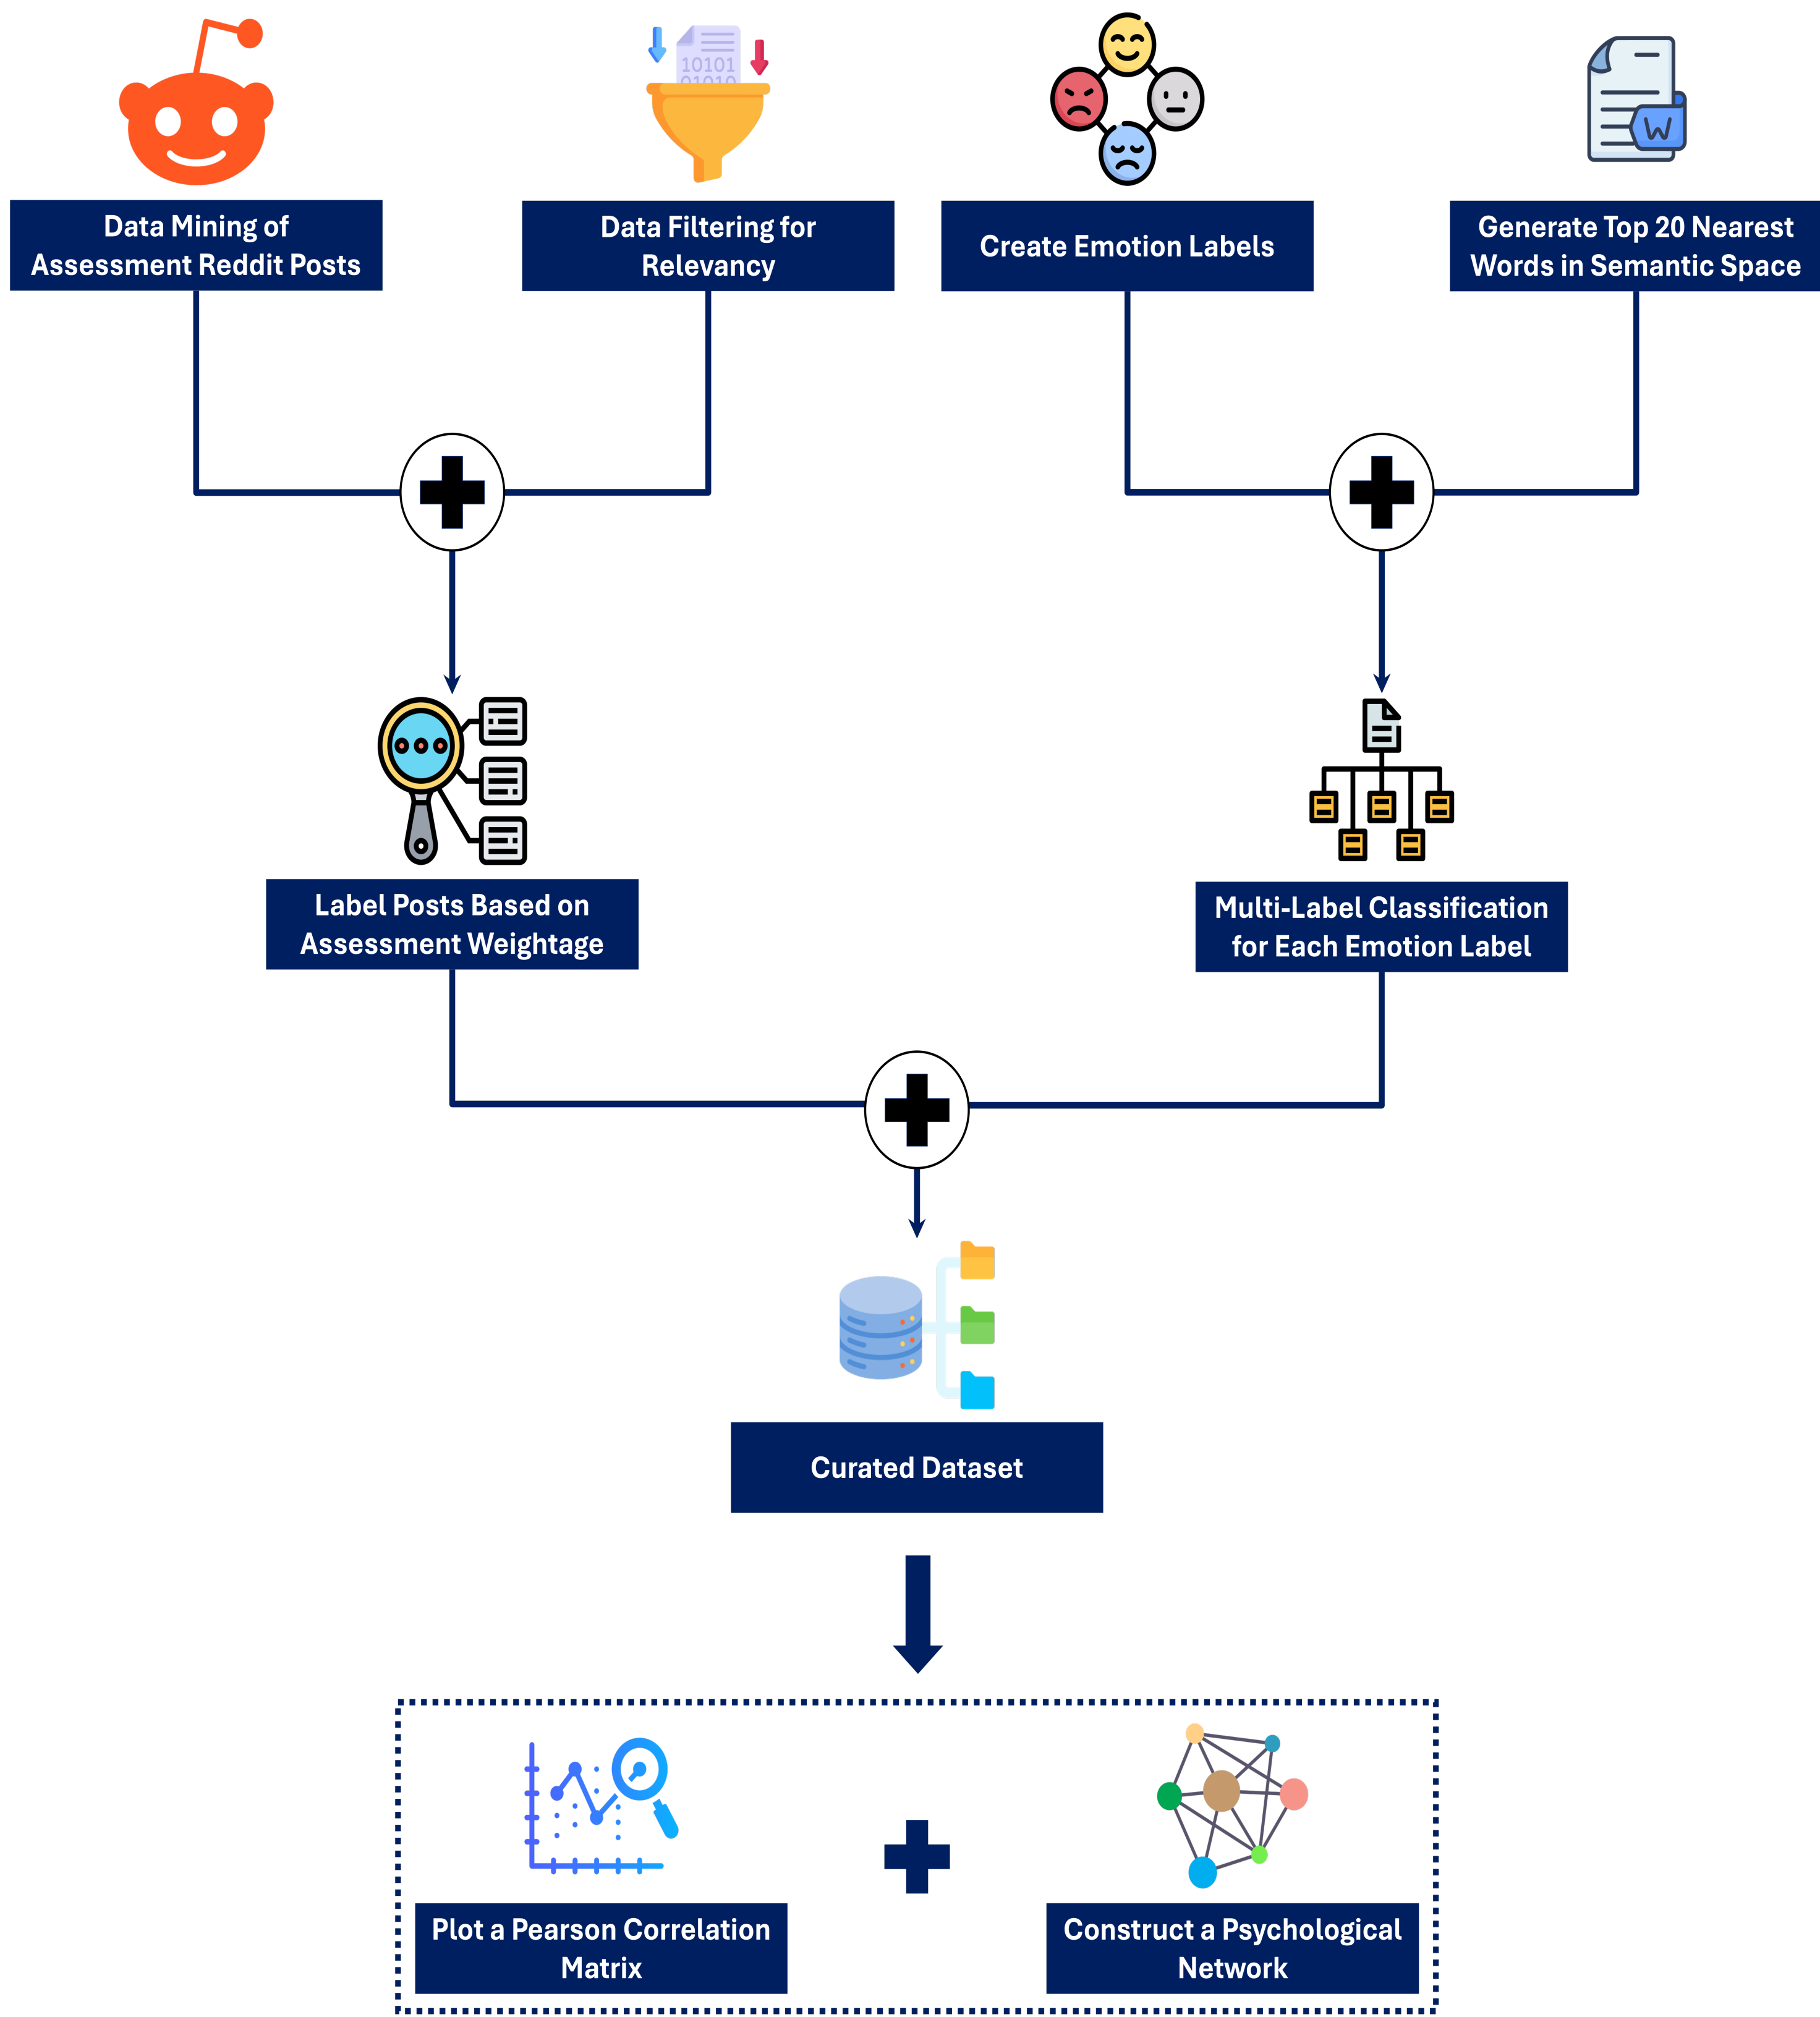 10101
01010
W
Data Mining of
Assessment Reddit Posts
Data Filtering for
Relevancy
Create Emotion Labels
Generate Top 20 Nearest
Words in Semantic Space
Label Posts Based on
Assessment Weightage
Multi-Label Classification
for Each Emotion Label
Curated Dataset
Plot a Pearson Correlation
Matrix
Construct a Psychological
Network